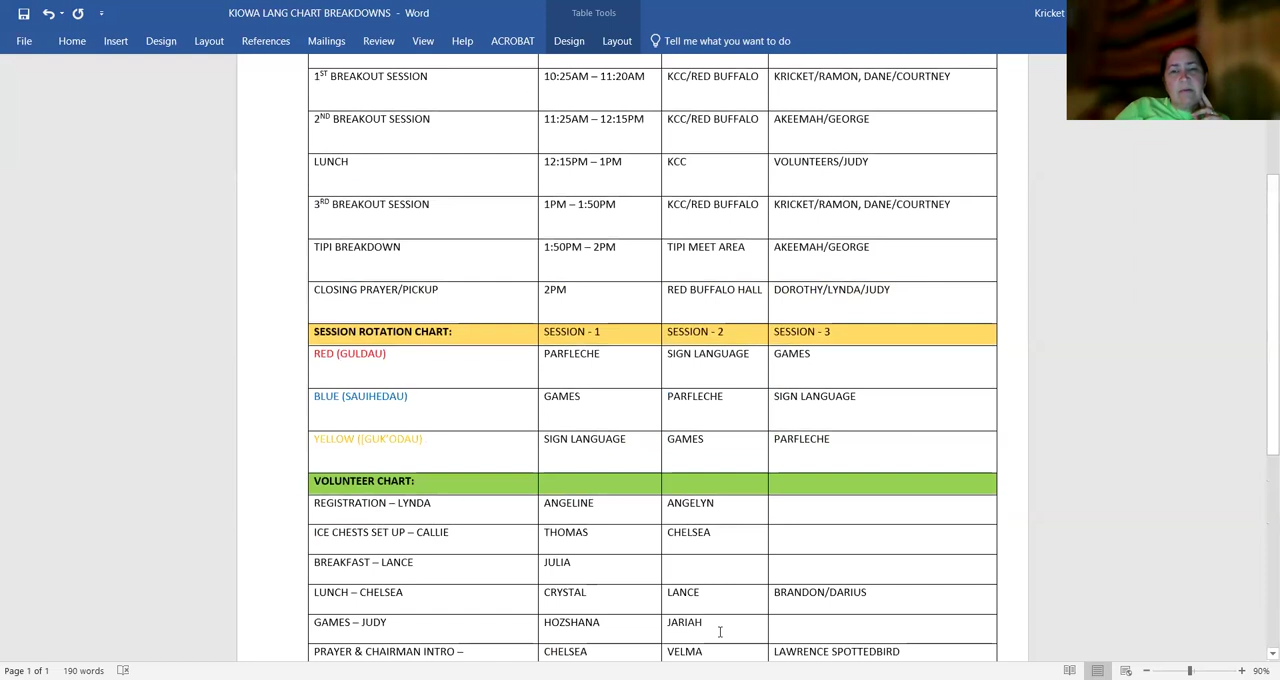 KIOWA LANG CHART BREAKDOWNS - Word
Table Tools
Kricket
File Home Insert Design Layout References Mailings Review View Help ACROBAT Design Layout Tell me what you want to do
1ST BREAKOUT SESSION 10:25AM – 11:20AM KCC/RED BUFFALO KRICKET/RAMON, DANE/COURTNEY
2ND BREAKOUT SESSION 11:25AM – 12:15PM KCC/RED BUFFALO AKEEMAH/GEORGE
LUNCH 12:15PM – 1PM KCC VOLUNTEERS/JUDY
3RD BREAKOUT SESSION 1PM – 1:50PM KCC/RED BUFFALO KRICKET/RAMON, DANE/COURTNEY
TIPI BREAKDOWN 1:50PM – 2PM TIPI MEET AREA AKEEMAH/GEORGE
CLOSING PRAYER/PICKUP 2PM RED BUFFALO HALL DOROTHY/LYNDA/JUDY
SESSION ROTATION CHART: SESSION - 1 SESSION - 2 SESSION - 3
RED (GULDAU) PARFLECHE SIGN LANGUAGE GAMES
BLUE (SAUIHEDAU) GAMES PARFLECHE SIGN LANGUAGE
YELLOW ((GUK'ODAU) SIGN LANGUAGE GAMES PARFLECHE
VOLUNTEER CHART:
REGISTRATION – LYNDA ANGELINE ANGELYN
ICE CHESTS SET UP – CALLIE THOMAS CHELSEA
BREAKFAST – LANCE JULIA
LUNCH – CHELSEA CRYSTAL LANCE BRANDON/DARIUS
GAMES – JUDY HOZSHANA JARIAH
PRAYER & CHAIRMAN INTRO – CHELSEA VELMA LAWRENCE SPOTTEDBIRD
Page 1 of 1 190 words 90%